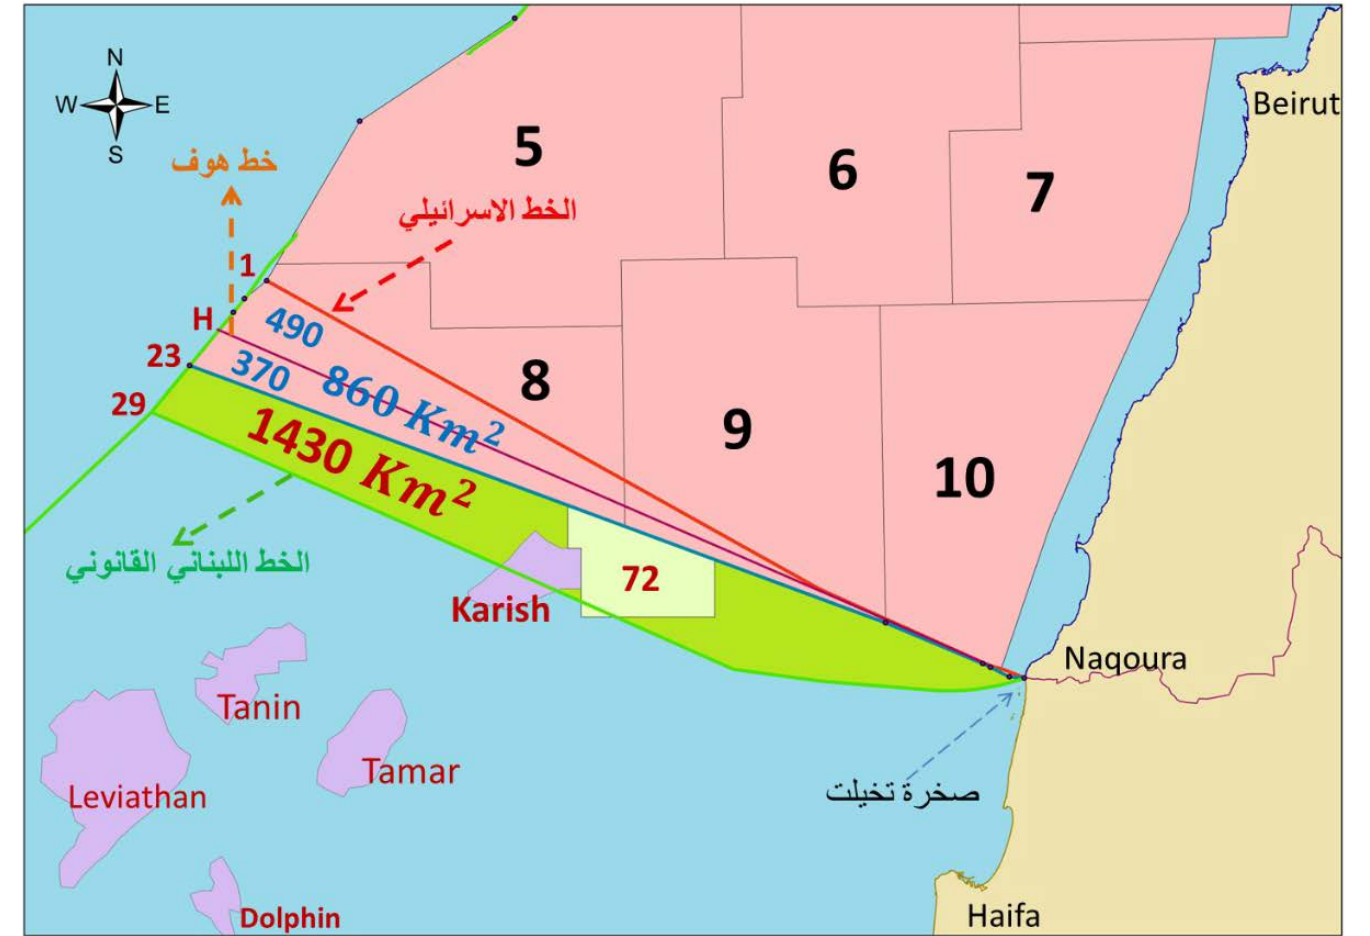 N
W
E
S
Beirut
5
6
7
خط هوف
الخط الاسرائيلي
1
H
490
23
370
860 Km²
8
29
9
1430 Km²
10
الخط اللبناني القانوني
72
Karish
Naqoura
Tanin
Tamar
Leviathan
صخرة تخيلت
Dolphin
Haifa